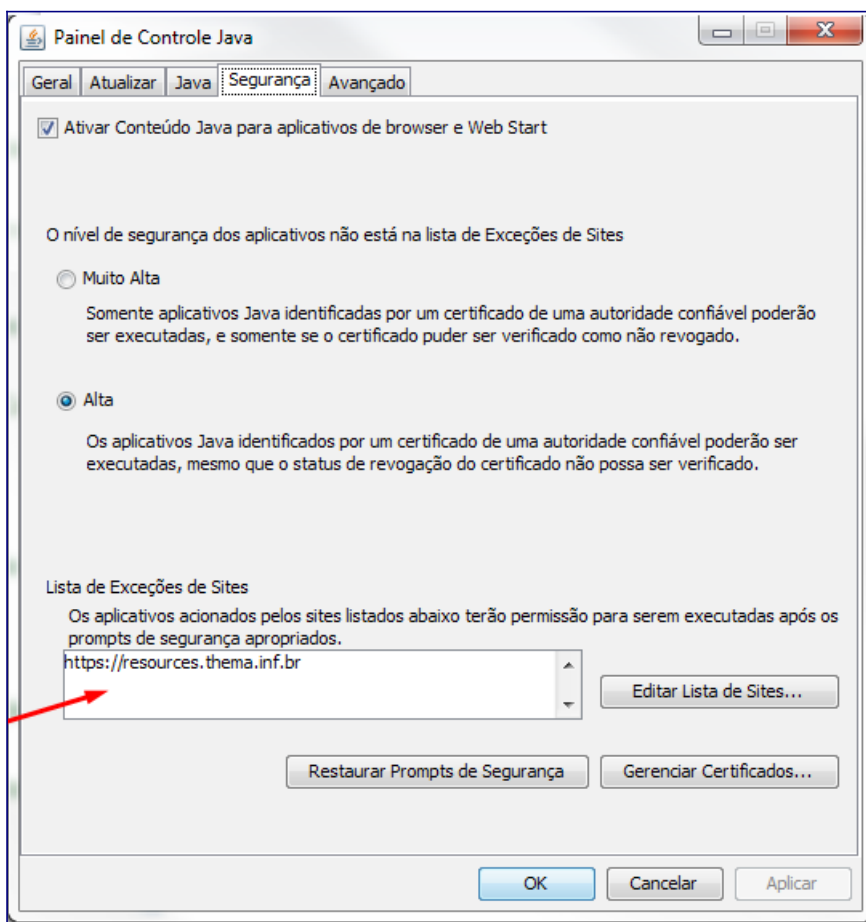 Painel de Controle Java
Geral Atualizar Java Segurança Avançado
Ativar Conteúdo Java para aplicativos de browser e Web Start
O nível de segurança dos aplicativos não está na lista de Exceções de Sites
Muito Alta
Somente aplicativos Java identificadas por um certificado de uma autoridade confiável poderão
ser executadas, e somente se o certificado puder ser verificado como não revogado.
Alta
Os aplicativos Java identificados por um certificado de uma autoridade confiável poderão ser
executadas, mesmo que o status de revogação do certificado não possa ser verificado.
Lista de Exceções de Sites
Os aplicativos acionados pelos sites listados abaixo terão permissão para serem executadas após os
prompts de segurança apropriados.
https://resources.thema.inf.br
Editar Lista de Sites...
Restaurar Prompts de Segurança Gerenciar Certificados...
OK Cancelar Aplicar